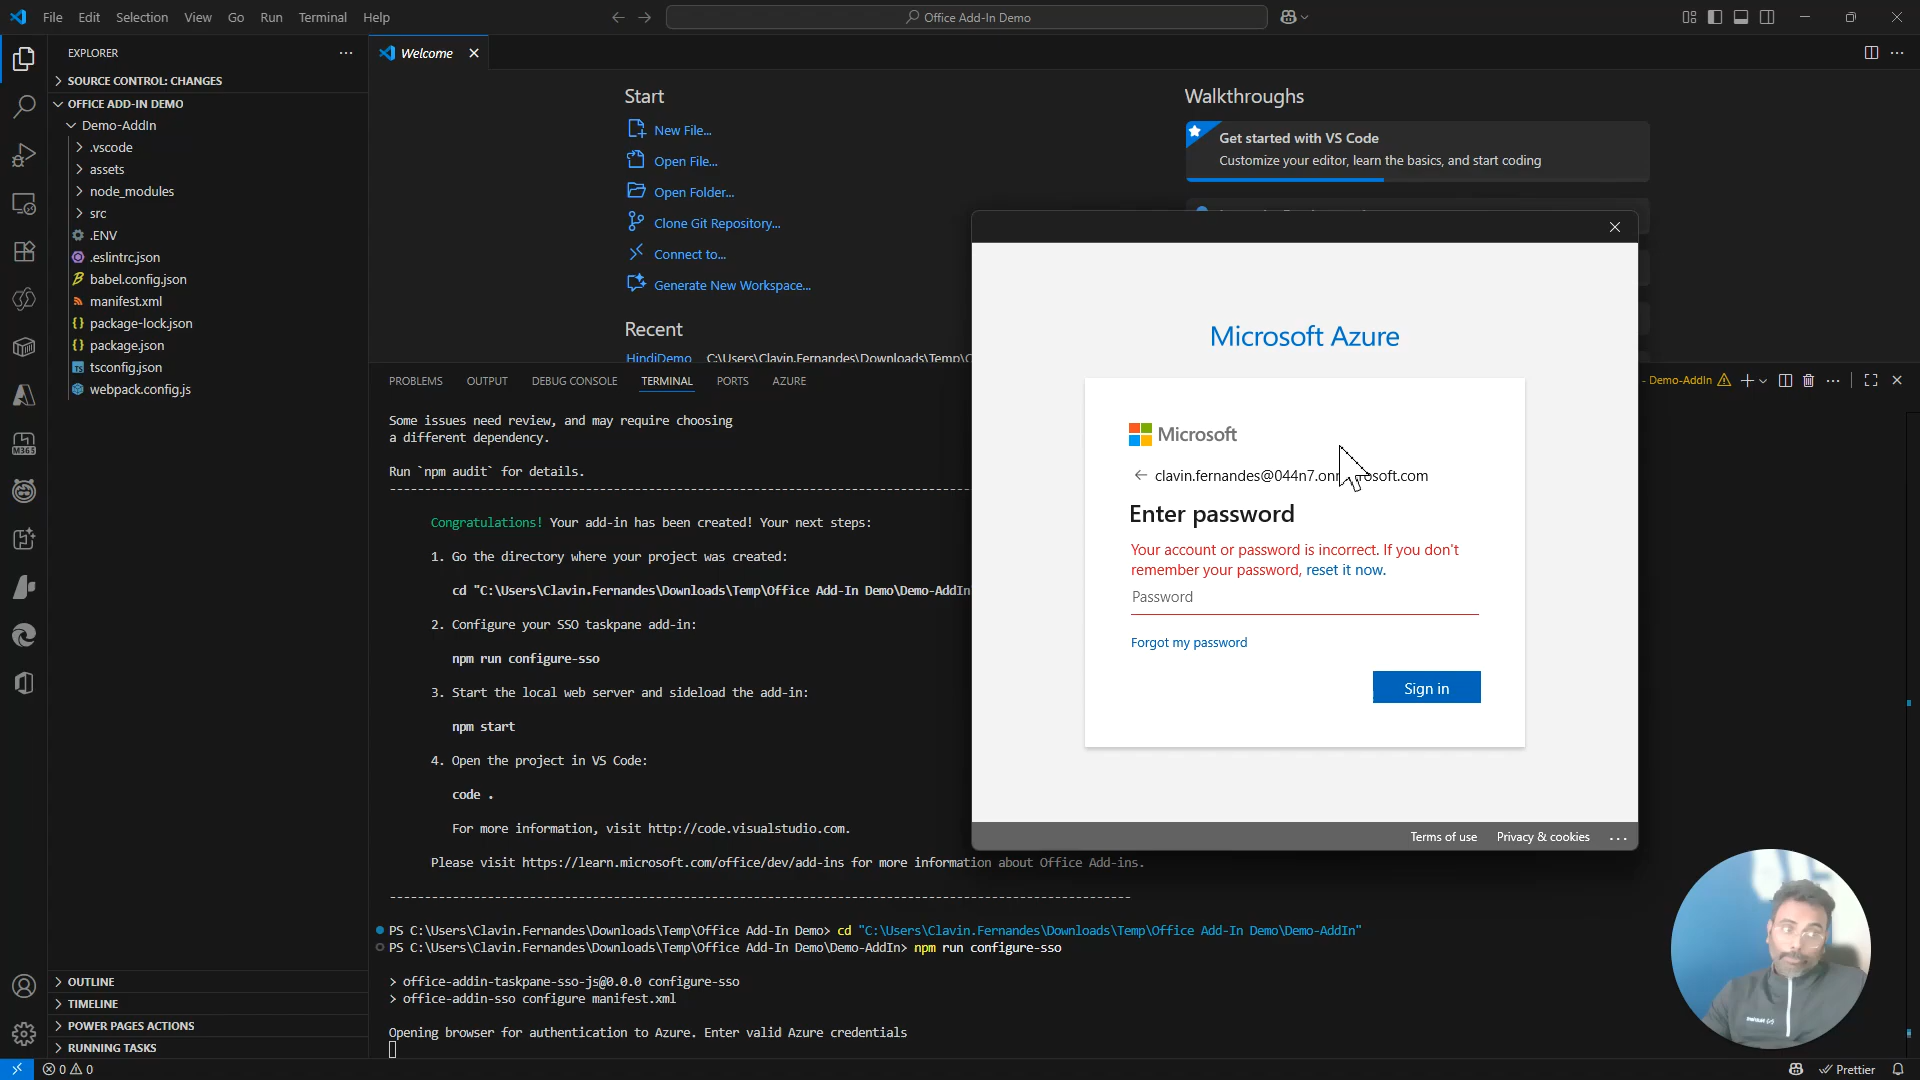 File Edit Selection View Go Run Terminal Help
Office Add-In Demo
EXPLORER
SOURCE CONTROL: CHANGES
OFFICE ADD-IN DEMO
Demo-AddIn
.vscode
assets
node_modules
src
.ENV
.eslintrc.json
babel.config.json
manifest.xml
package-lock.json
package.json
tsconfig.json
webpack.config.js
OUTLINE
TIMELINE
POWER PAGES ACTIONS
RUNNING TASKS
Welcome
Start
New File...
Open File...
Open Folder...
Clone Git Repository...
Connect to...
Generate New Workspace...
Recent
HindiDemo C:\Users\Clavin.Fernandes\Downloads\Temp\
Walkthroughs
Get started with VS Code
Customize your editor, learn the basics, and start coding
PROBLEMS OUTPUT DEBUG CONSOLE TERMINAL PORTS AZURE
- Demo-AddIn
Some issues need review, and may require choosing
a different dependency.
Run `npm audit` for details.
Congratulations! Your add-in has been created! Your next steps:
1. Go the directory where your project was created:
cd "C:\Users\Clavin.Fernandes\Downloads\Temp\Office Add-In Demo\Demo-AddIn
2. Configure your SSO taskpane add-in:
npm run configure-sso
3. Start the local web server and sideload the add-in:
npm start
4. Open the project in VS Code:
code .
For more information, visit http://code.visualstudio.com.
Please visit https://learn.microsoft.com/office/dev/add-ins for more information about Office Add-ins.
PS C:\Users\Clavin.Fernandes\Downloads\Temp\Office Add-In Demo> cd "C:\Users\Clavin.Fernandes\Downloads\Temp\Office Add-In Demo\Demo-AddIn"
PS C:\Users\Clavin.Fernandes\Downloads\Temp\Office Add-In Demo\Demo-AddIn> npm run configure-sso
> office-addin-taskpane-sso-js@0.0.0 configure-sso
> office-addin-sso configure manifest.xml
Opening browser for authentication to Azure. Enter valid Azure credentials
Microsoft Azure
Microsoft
clavin.fernandes@044n7.on rosoft.com
Enter password
Your account or password is incorrect. If you don't
remember your password, reset it now.
Password
Forgot my password
Sign in
Terms of use Privacy & cookies ...
0 0
Prettier
M365